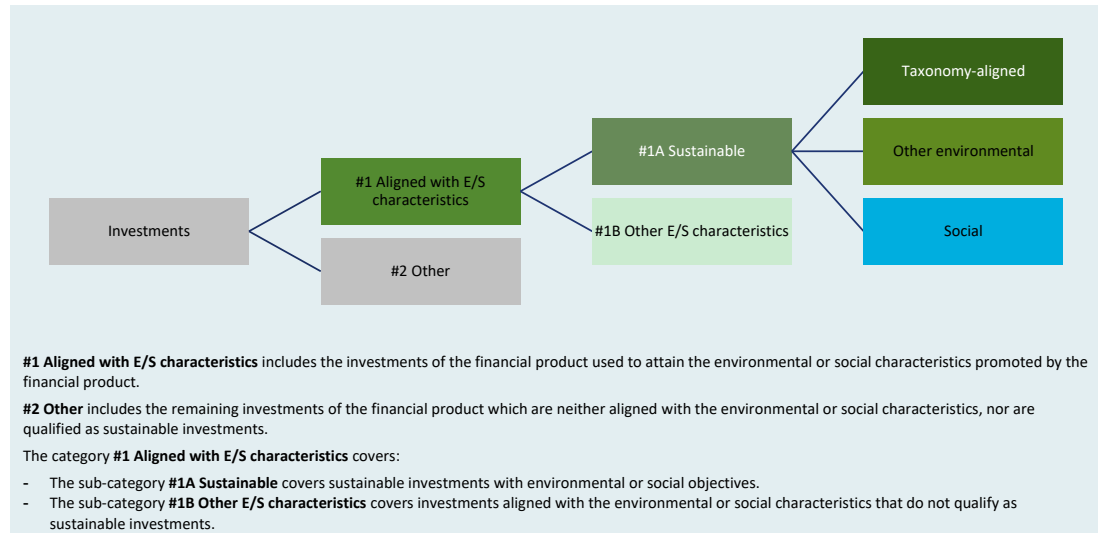 Taxonomy-aligned
#1A Sustainable
Other environmental
#1 Aligned with E/S
characteristics
Investments
#1B Other E/S characteristics
Social
#2 Other
#1 Aligned with E/S characteristics includes the investments of the financial product used to attain the environmental or social characteristics promoted by the
financial product.
#2 Other includes the remaining investments of the financial product which are neither aligned with the environmental or social characteristics, nor are
qualified as sustainable investments.
The category #1 Aligned with E/S characteristics covers:
- The sub-category #1A Sustainable covers sustainable investments with environmental or social objectives.
- The sub-category #1B Other E/S characteristics covers investments aligned with the environmental or social characteristics that do not qualify as
sustainable investments.